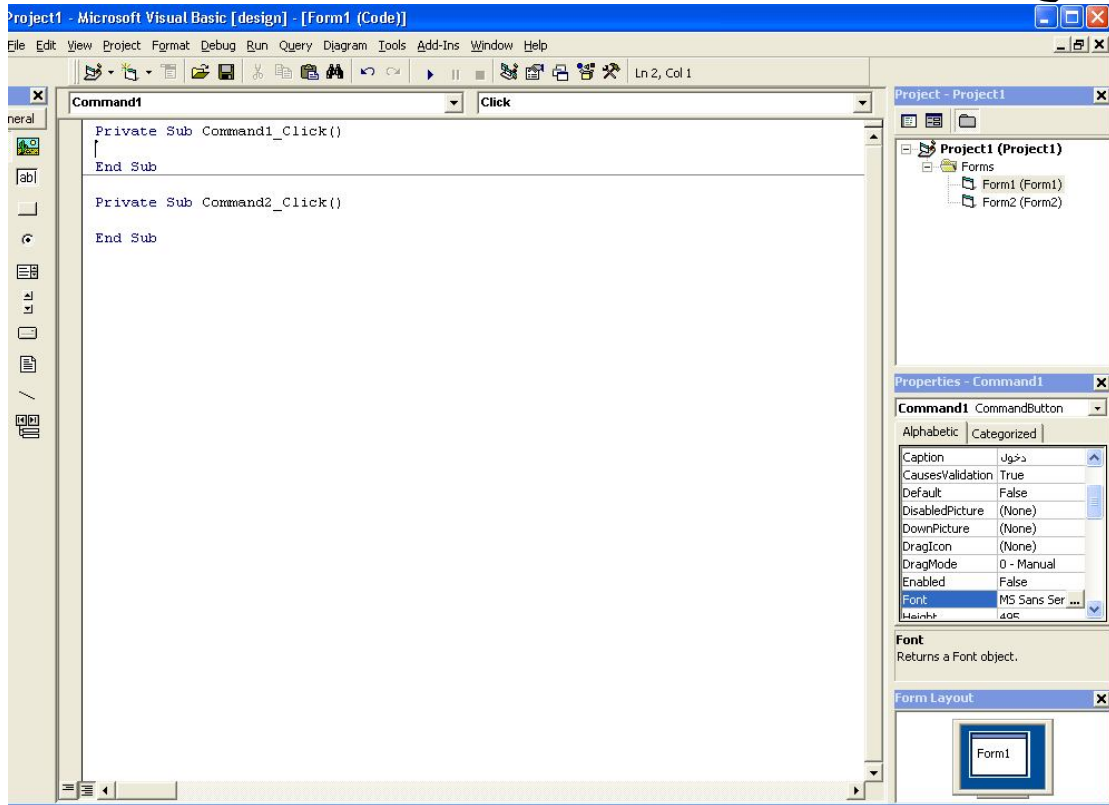 Project1 - Microsoft Visual Basic [design] - [Form1 (Code)]
File Edit View Project Format Debug Run Query Diagram Tools Add-Ins Window Help
Ln 2, Col 1
neral
Command1
Click
Private Sub Command1_Click()
End Sub
Private Sub Command2_Click()
End Sub
Project - Project1
Project1 (Project1)
Forms
Form1 (Form1)
Form2 (Form2)
Properties - Command1
Command1 CommandButton
Alphabetic Categorized
Caption دخول
CausesValidation True
Default False
DisabledPicture (None)
DownPicture (None)
DragIcon (None)
DragMode 0 - Manual
Enabled False
Font MS Sans Ser ...
Height 495
Font
Returns a Font object.
Form Layout
Form1